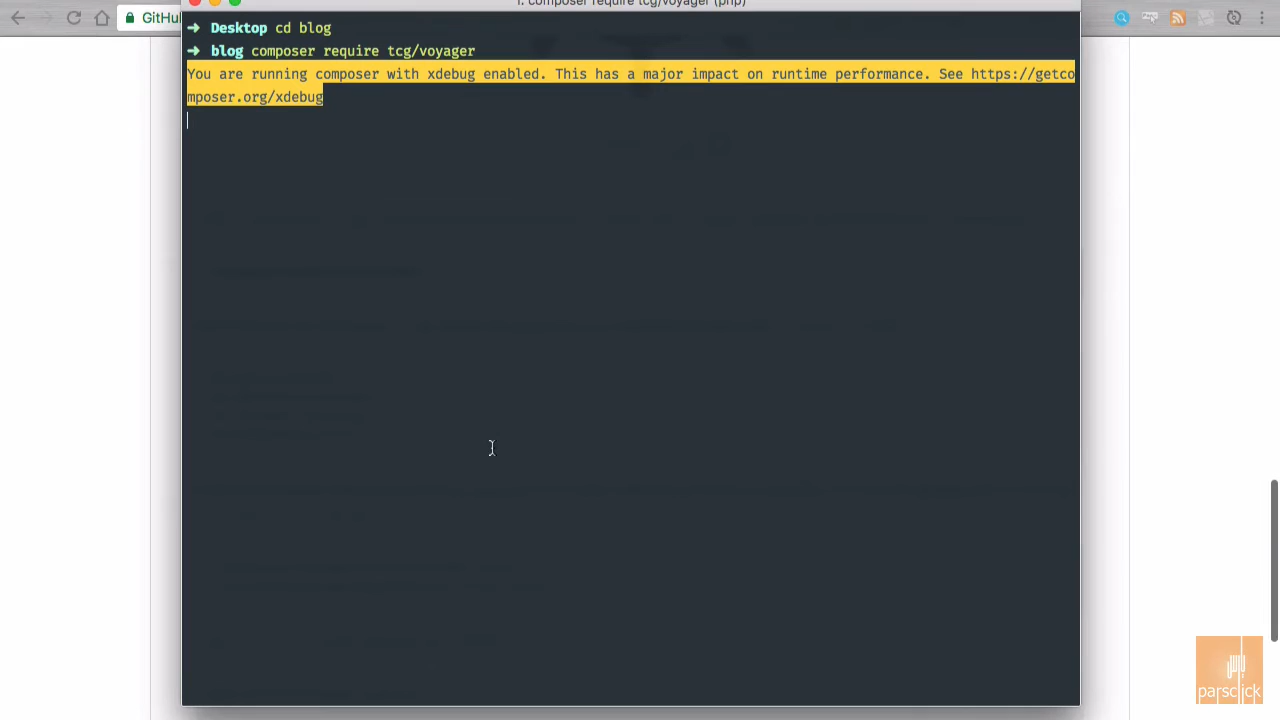 1. composer require tcg/voyager (php)
GitHu
➜ Desktop cd blog
➜ blog composer require tcg/voyager
You are running composer with xdebug enabled. This has a major impact on runtime performance. See https://getco
mposer.org/xdebug
parsclick